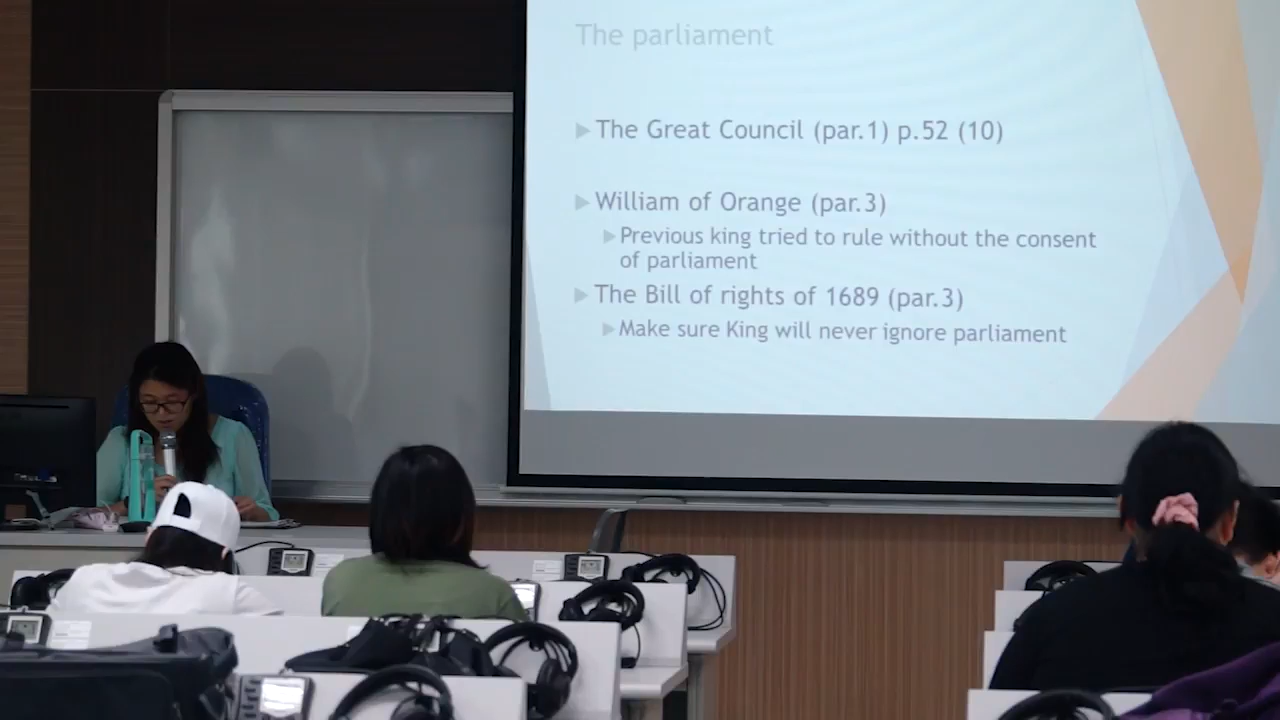 The parliament
The Great Council (par.1) p.52 (10)
William of Orange (par.3)
Previous king tried to rule without the consent
of parliament
The Bill of rights of 1689 (par.3)
Make sure King will never ignore parliament